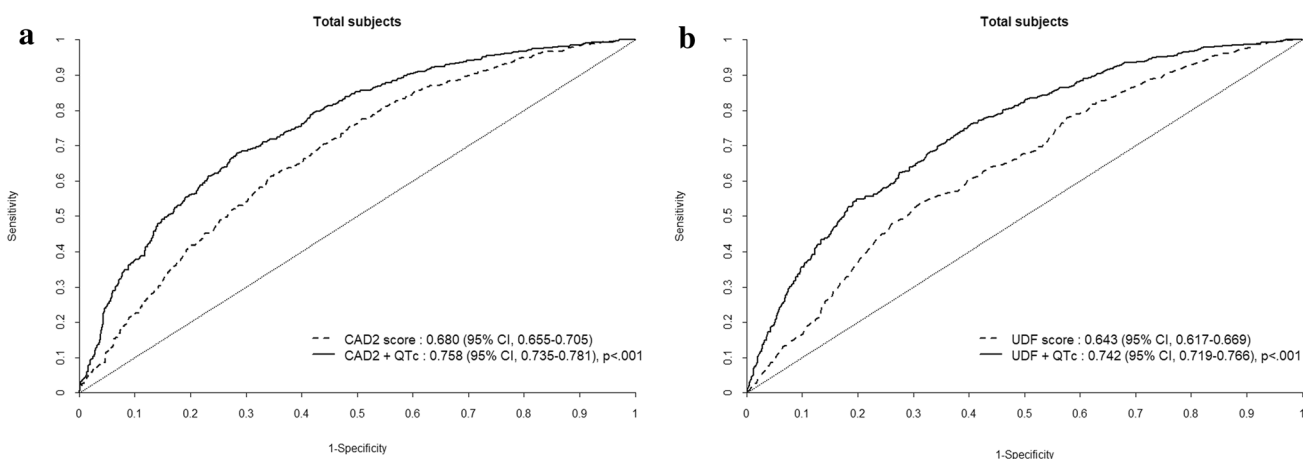 a
Total subjects
Sensitivity
1
0.9
0.8
0.7
0.6
0.5
0.4
0.3
0.2
0.1
0
CAD2 score : 0.680 (95% CI, 0.655-0.705)
CAD2 + QTc : 0.758 (95% CI, 0.735-0.781), p<.001
0 0.1 0.2 0.3 0.4 0.5 0.6 0.7 0.8 0.9 1
1-Specificity
b
Total subjects
Sensitivity
1
0.9
0.8
0.7
0.6
0.5
0.4
0.3
0.2
0.1
0
UDF score : 0.643 (95% CI, 0.617-0.669)
UDF + QTc : 0.742 (95% CI, 0.719-0.766), p<.001
0 0.1 0.2 0.3 0.4 0.5 0.6 0.7 0.8 0.9 1
1-Specificity